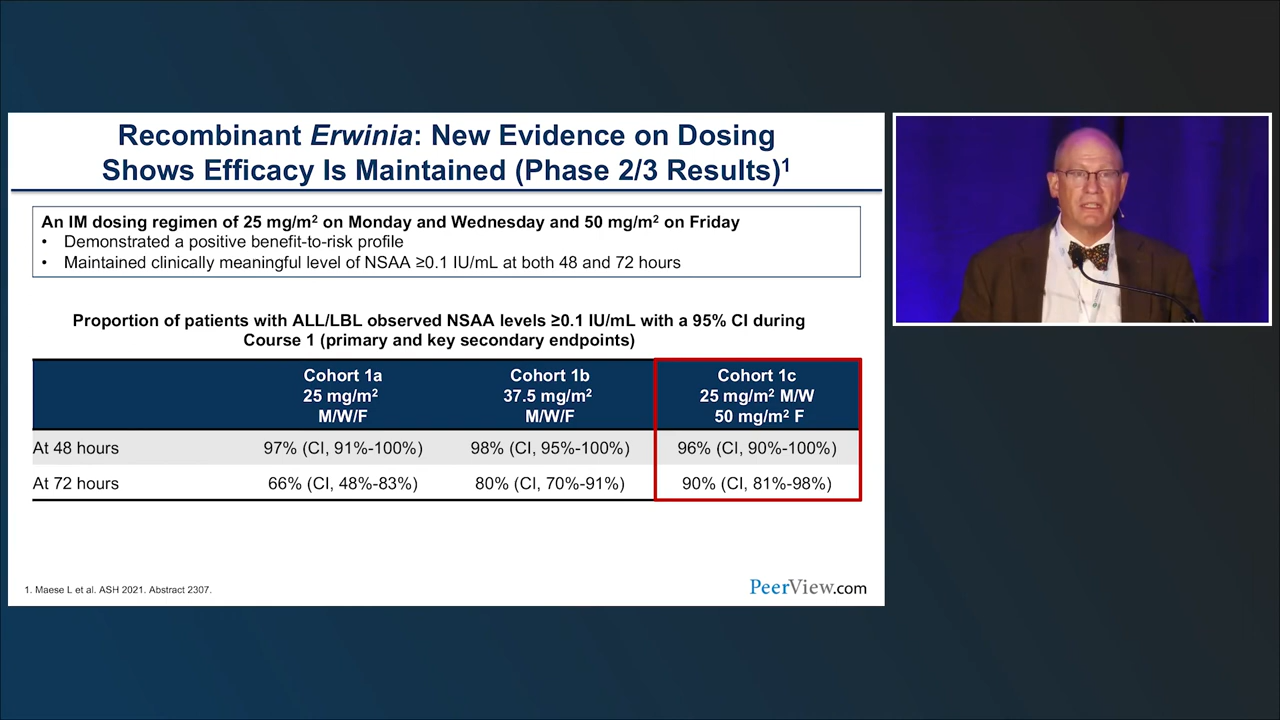 Recombinant Erwinia: New Evidence on Dosing
Shows Efficacy Is Maintained (Phase 2/3 Results)¹
An IM dosing regimen of 25 mg/m² on Monday and Wednesday and 50 mg/m² on Friday
• Demonstrated a positive benefit-to-risk profile
• Maintained clinically meaningful level of NSAA ≥0.1 IU/mL at both 48 and 72 hours
Proportion of patients with ALL/LBL observed NSAA levels ≥0.1 IU/mL with a 95% CI during
Course 1 (primary and key secondary endpoints)
Cohort 1a Cohort 1b Cohort 1c
25 mg/m² 37.5 mg/m² 25 mg/m² M/W
M/W/F M/W/F 50 mg/m² F
At 48 hours 97% (CI, 91%-100%) 98% (CI, 95%-100%) 96% (CI, 90%-100%)
At 72 hours 66% (CI, 48%-83%) 80% (CI, 70%-91%) 90% (CI, 81%-98%)
1. Maese L et al. ASH 2021. Abstract 2307.
PeerView.com